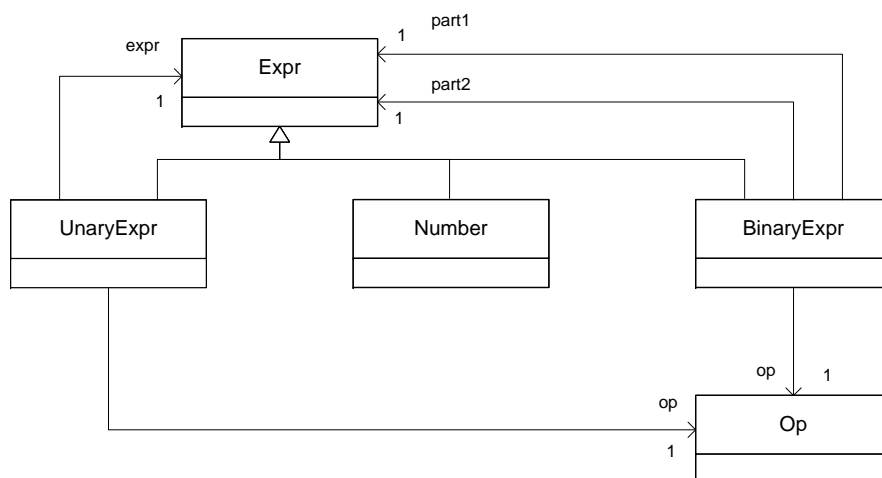 part1
1
expr
Expr
part2
1
1
UnaryExpr
Number
BinaryExpr
op
1
op
Op
1